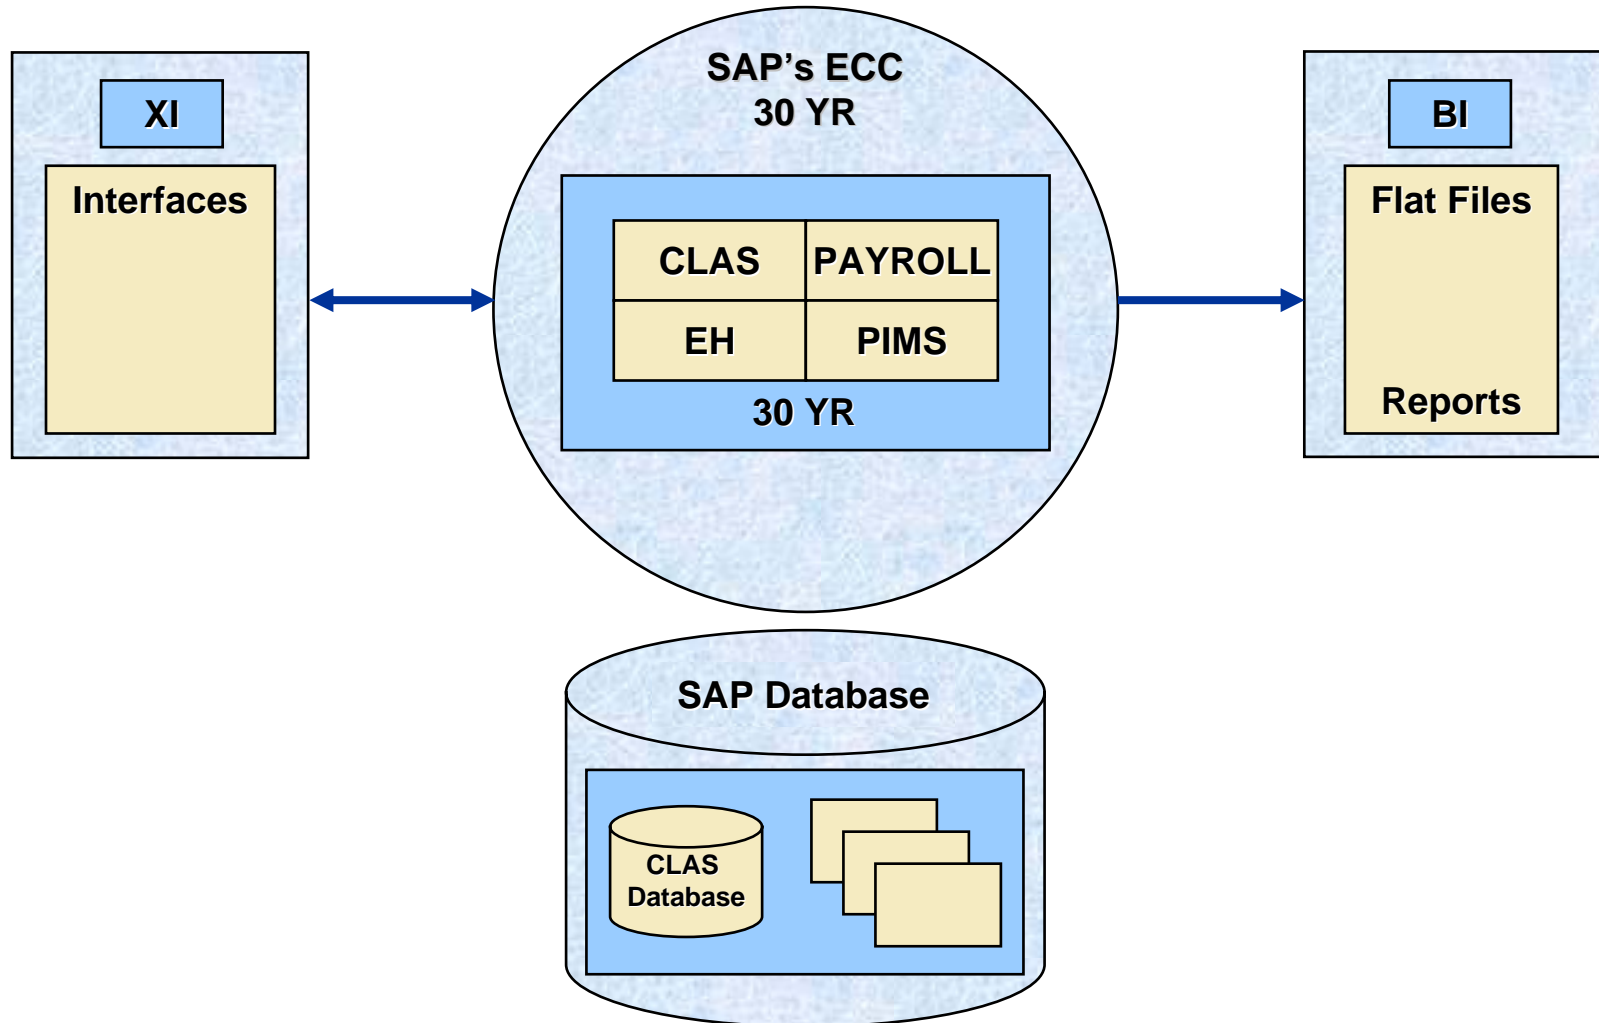 XI
Interfaces
SAP's ECC
30 YR
CLAS
PAYROLL
EH
PIMS
30 YR
BI
Flat Files
Reports
SAP Database
CLAS
Database